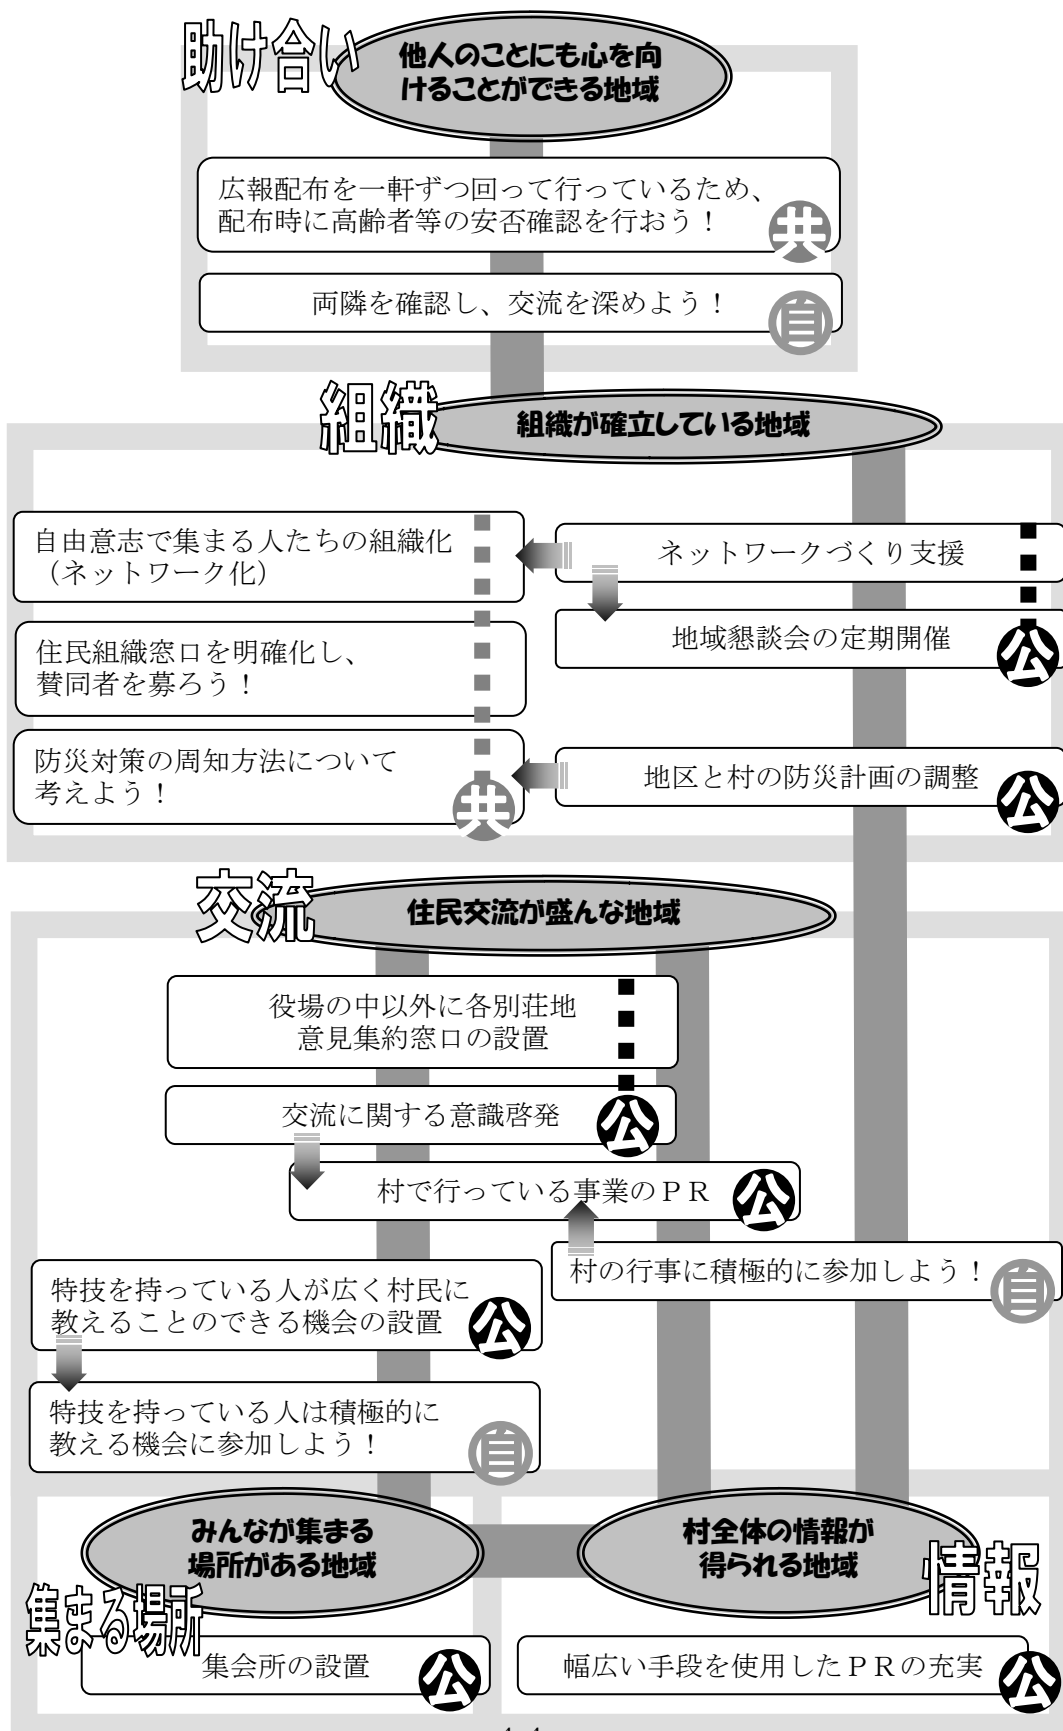 助け合い
他人のことにも心を向
けることができる地域
広報配布を一軒ずつ回って行っているため、
配布時に高齢者等の安否確認を行おう！
共
両隣を確認し、交流を深めよう！
自
組織
組織が確立している地域
自由意志で集まる人たちの組織化
（ネットワーク化）
ネットワークづくり支援
地域懇談会の定期開催
公
住民組織窓口を明確化し、
賛同者を募ろう！
防災対策の周知方法について
考えよう！
共
地区と村の防災計画の調整
公
交流
住民交流が盛んな地域
役場の中以外に各別荘地
意見集約窓口の設置
交流に関する意識啓発
公
村で行っている事業のＰＲ
公
村の行事に積極的に参加しよう！
自
特技を持っている人が広く村民に
教えることのできる機会の設置
公
特技を持っている人は積極的に
教える機会に参加しよう！
自
みんなが集まる
場所がある地域
集まる場所
集会所の設置
公
村全体の情報が
得られる地域
情報
幅広い手段を使用したＰＲの充実
公